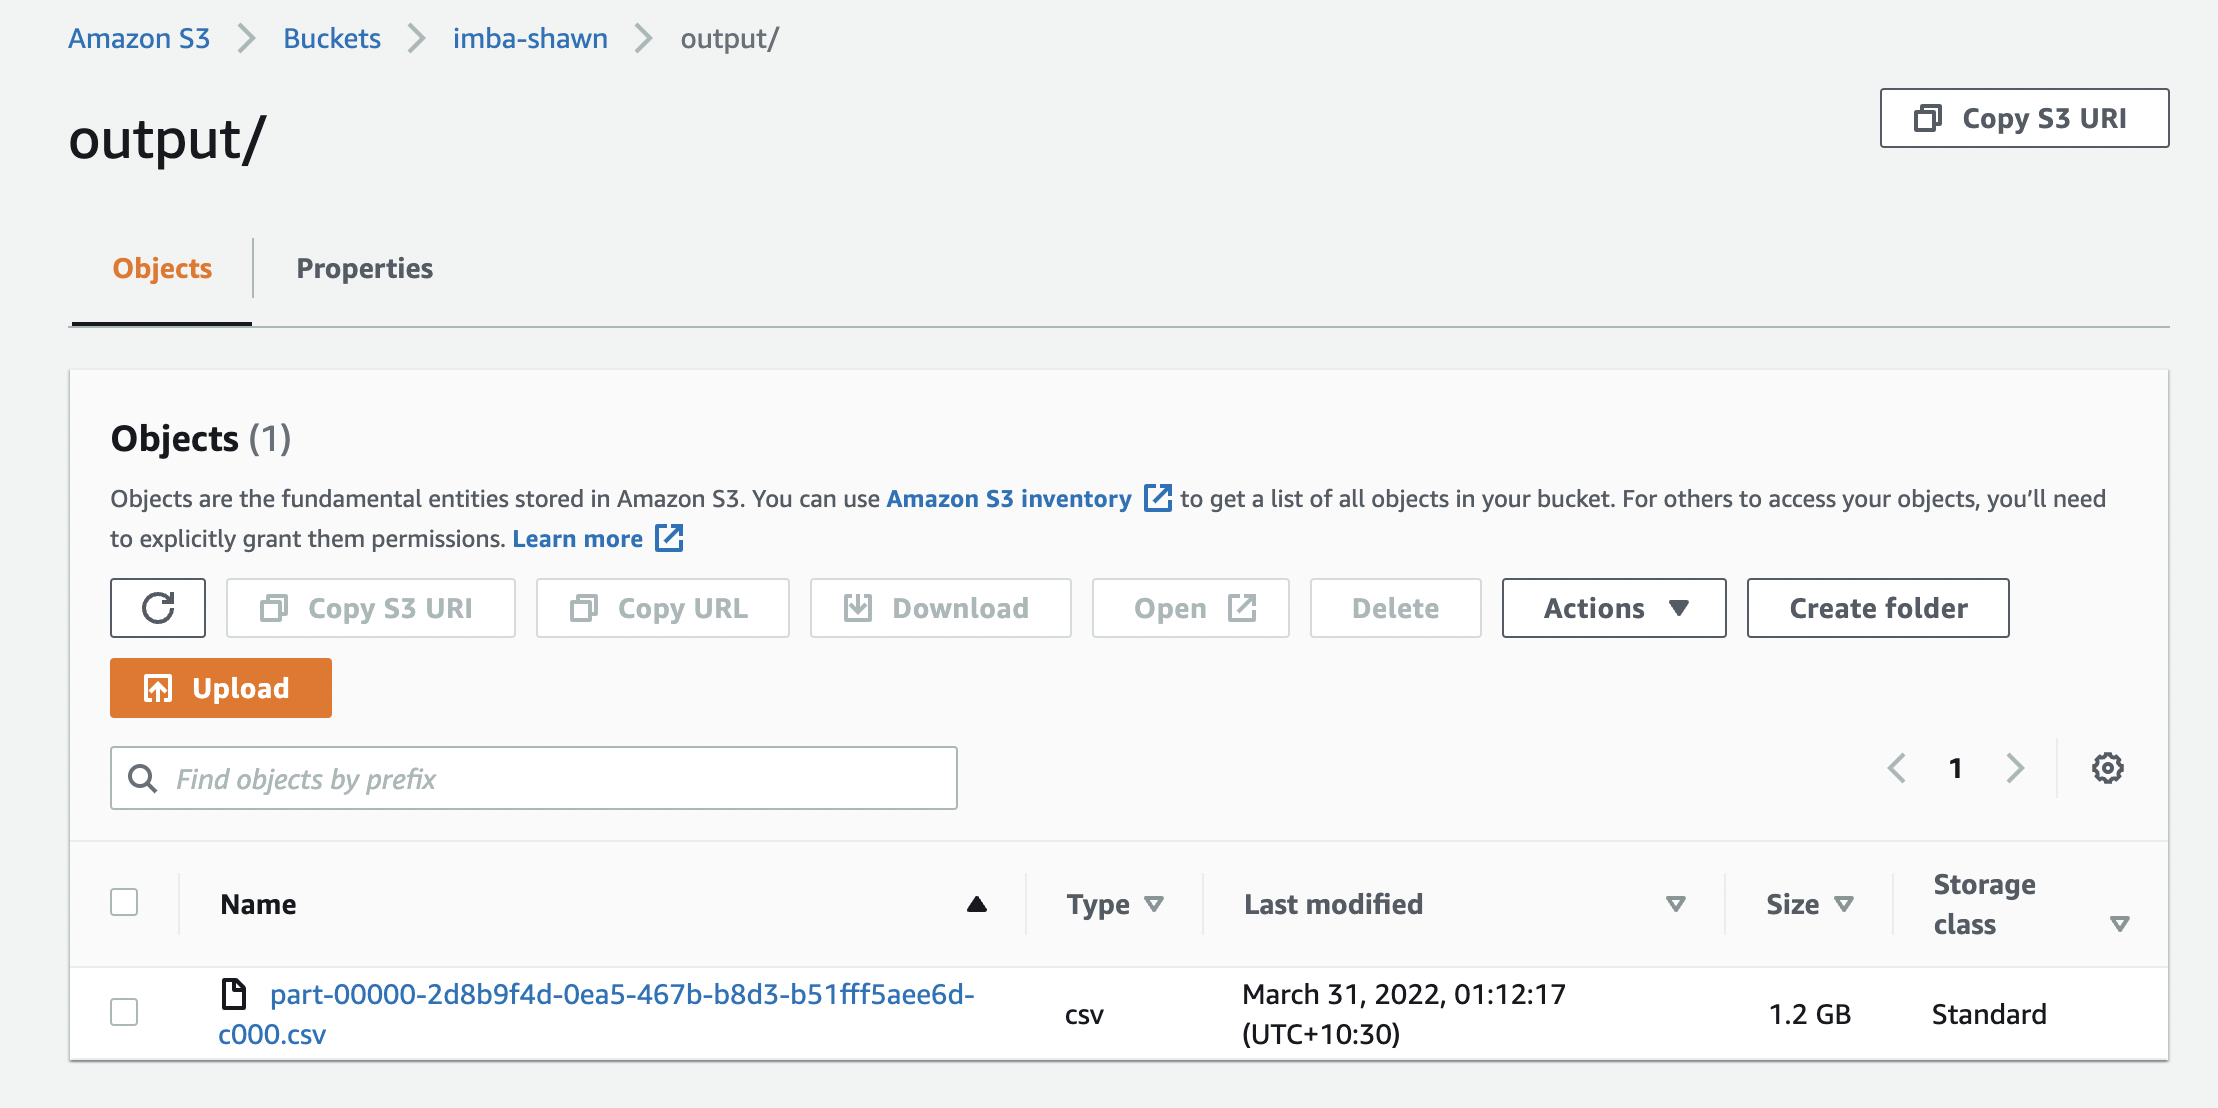 Amazon S3 Buckets imba-shawn output/
output/
Copy S3 URI
Objects Properties
Objects (1)
Objects are the fundamental entities stored in Amazon S3. You can use Amazon S3 inventory to get a list of all objects in your bucket. For others to access your objects, you’ll need
to explicitly grant them permissions. Learn more
Copy S3 URI Copy URL Download Open Delete Actions Create folder
Upload
Find objects by prefix
1
Name Type Last modified Size Storage
class
part-00000-2d8b9f4d-0ea5-467b-b8d3-b51fff5aee6d-
c000.csv
csv
March 31, 2022, 01:12:17
(UTC+10:30)
1.2 GB
Standard